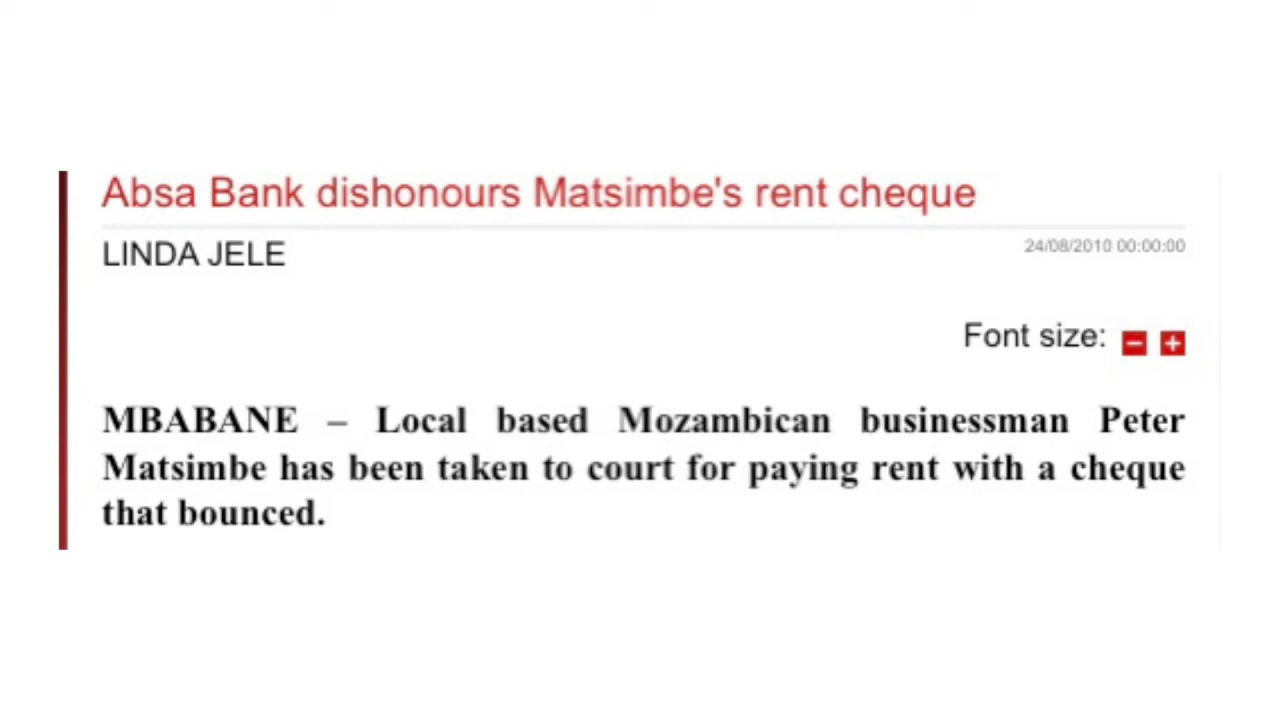 Absa Bank dishonours Matsimbe's rent cheque
LINDA JELE
24/08/2010 00:00:00
Font size:
MBABANE – Local based Mozambican businessman Peter
Matsimbe has been taken to court for paying rent with a cheque
that bounced.